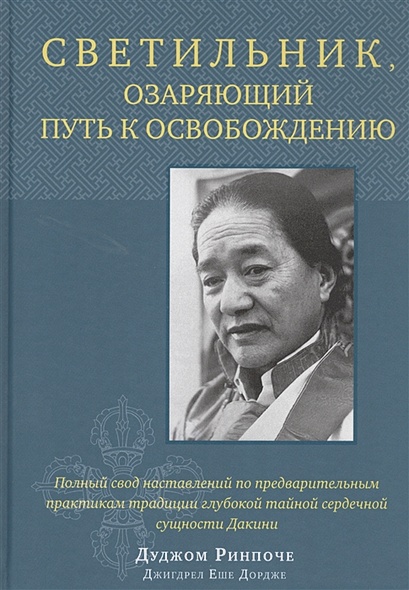 СВЕТИЛЬНИК,
ОЗАРЯЮЩИЙ
ПУТЬ К ОСВОБОЖДЕНИЮ
Полный свод наставлений по предварительным
практикам традиции глубокой тайной сердечной
сущности Дакини
Дуджом Ринпоче
Джигдрел Еше Дордже